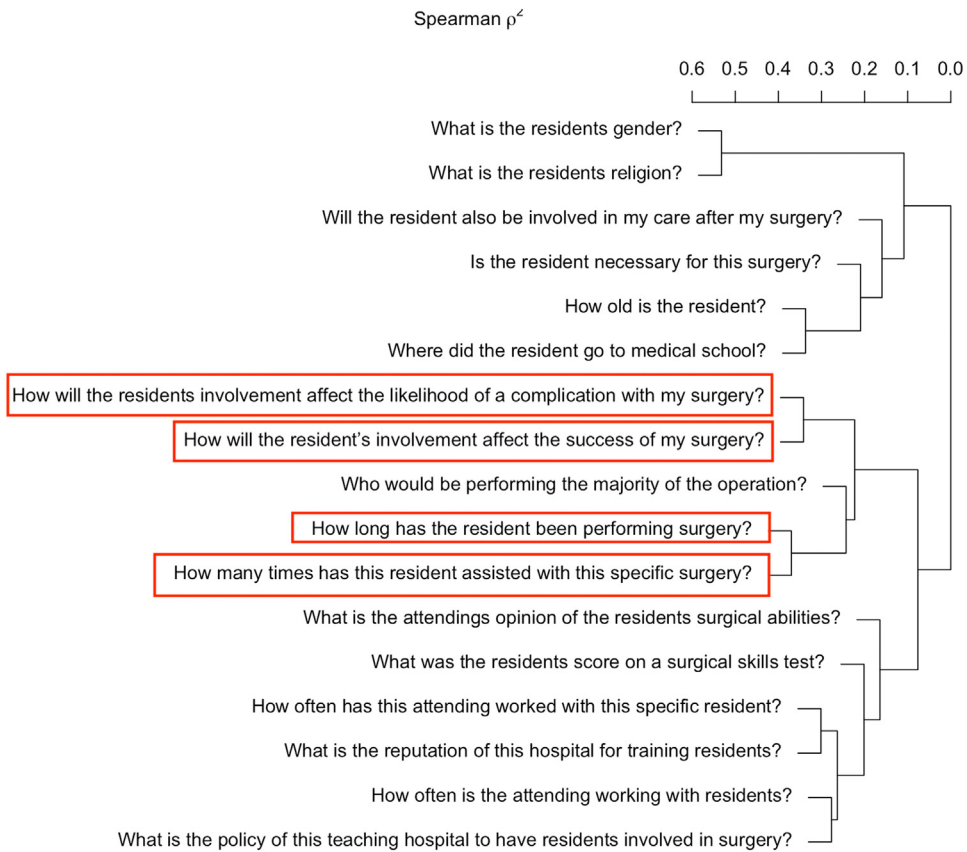 Spearman ρ²
0.6 0.5 0.4 0.3 0.2 0.1 0.0
What is the residents gender?
What is the residents religion?
Will the resident also be involved in my care after my surgery?
Is the resident necessary for this surgery?
How old is the resident?
Where did the resident go to medical school?
How will the residents involvement affect the likelihood of a complication with my surgery?
How will the resident’s involvement affect the success of my surgery?
Who would be performing the majority of the operation?
How long has the resident been performing surgery?
How many times has this resident assisted with this specific surgery?
What is the attendings opinion of the residents surgical abilities?
What was the residents score on a surgical skills test?
How often has this attending worked with this specific resident?
What is the reputation of this hospital for training residents?
How often is the attending working with residents?
What is the policy of this teaching hospital to have residents involved in surgery?